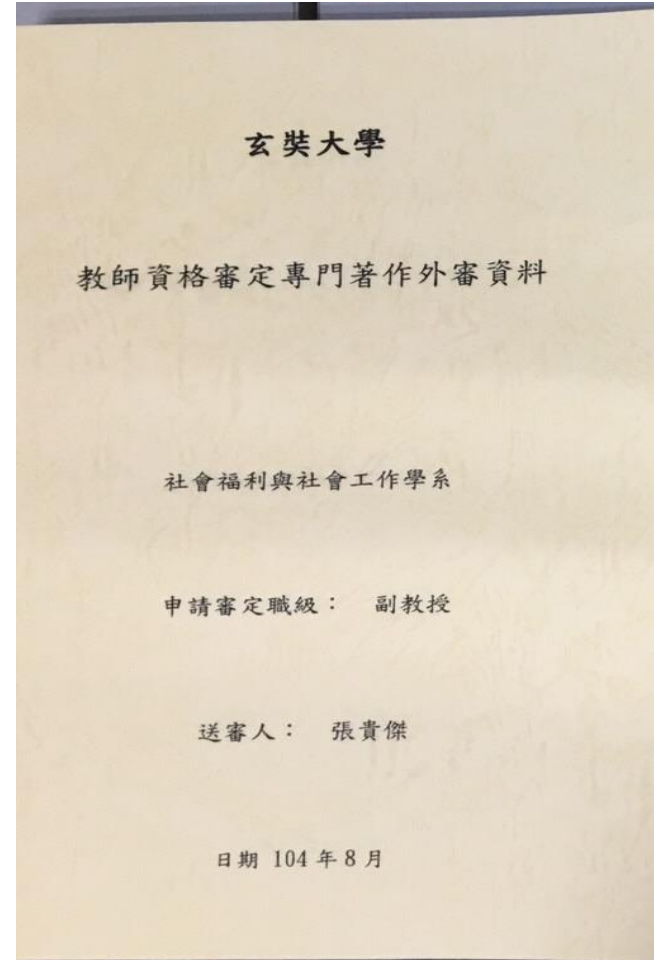 玄奘大學
教師資格審定專門著作外審資料
社會福利與社會工作學系
申請審定職級： 副教授
送審人： 張貴傑
日期 104 年 8 月